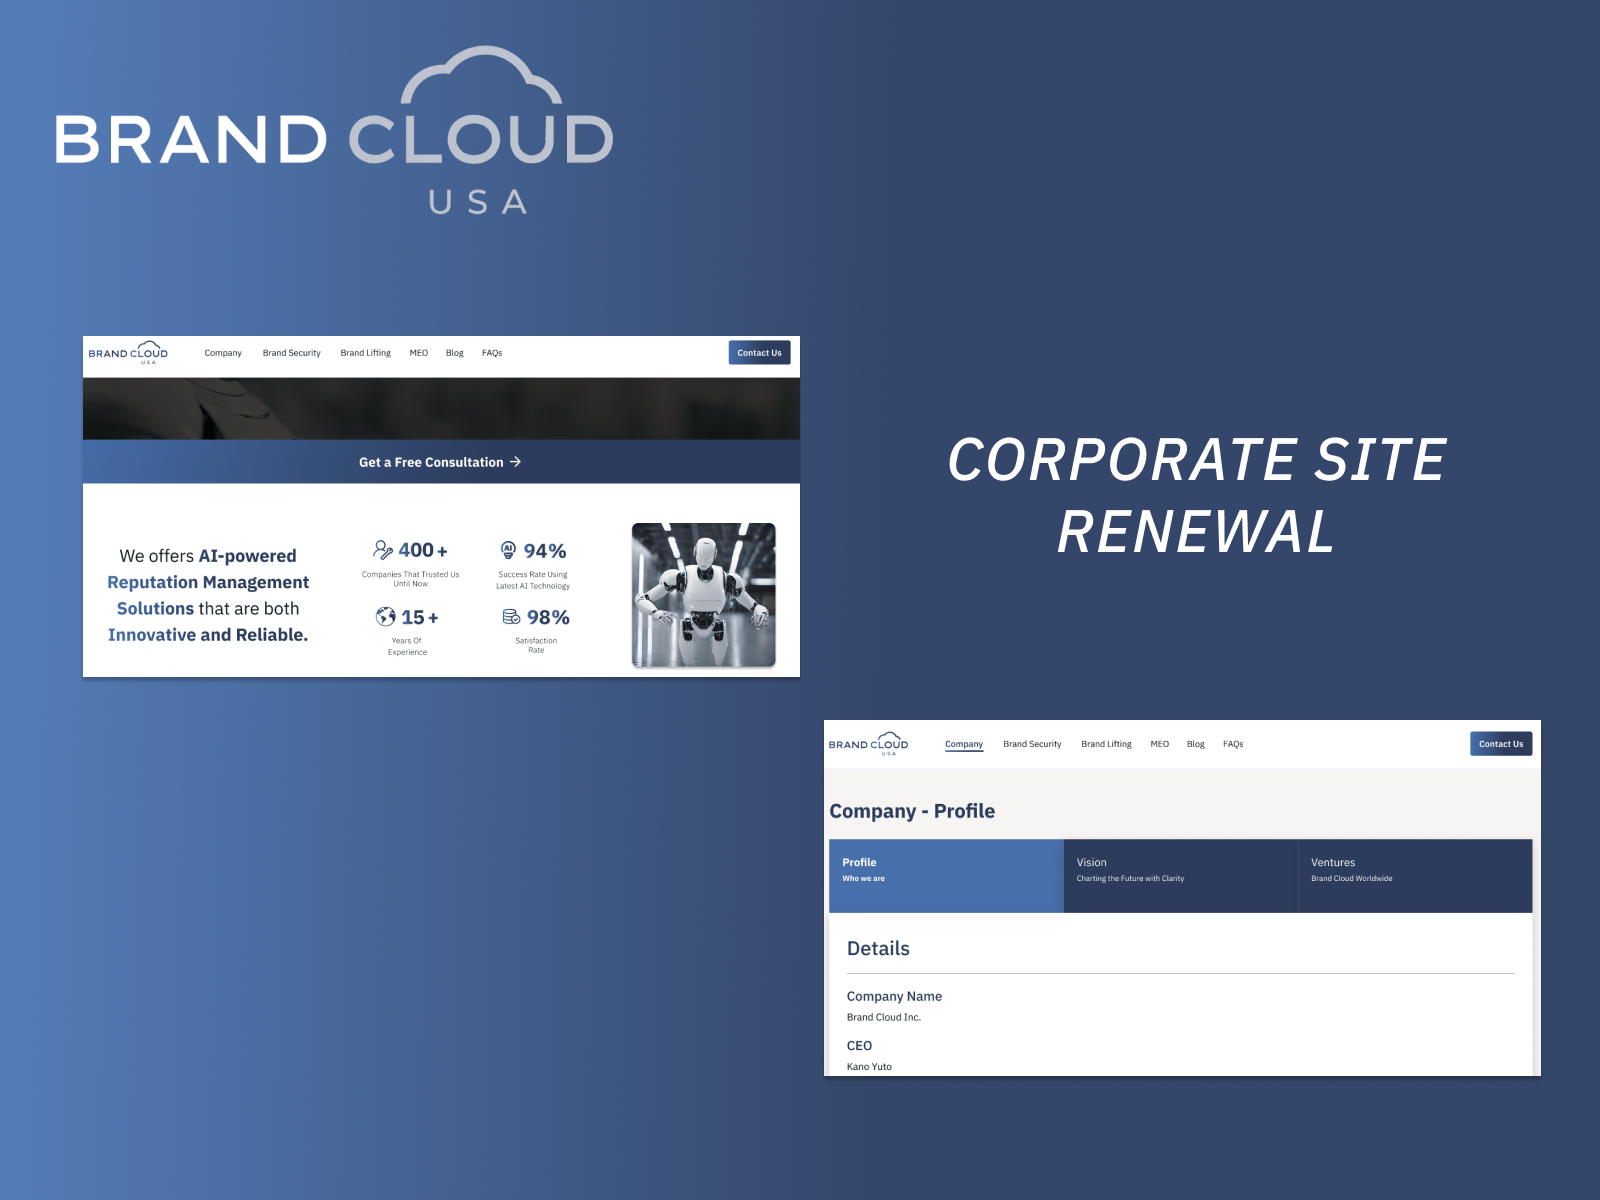 BRAND CLOUD
USA
BRAND CLOUD
USA
Company Brand Security Brand Lifting MEO Blog FAQs
Contact Us
Get a Free Consultation →
We offers AI-powered
Reputation Management
Solutions that are both
Innovative and Reliable.
400+
Companies That Trusted Us
Until Now
AI
94%
Success Rate Using
Latest AI Technology
15+
Years Of
Experience
98%
Satisfaction
Rate
CORPORATE SITE
RENEWAL
BRAND CLOUD
USA
Company Brand Security Brand Lifting MEO Blog FAQs
Contact Us
Company - Profile
Profile
Who we are
Vision
Charting the Future with Clarity
Ventures
Brand Cloud Worldwide
Details
Company Name
Brand Cloud Inc.
CEO
Kano Yuto